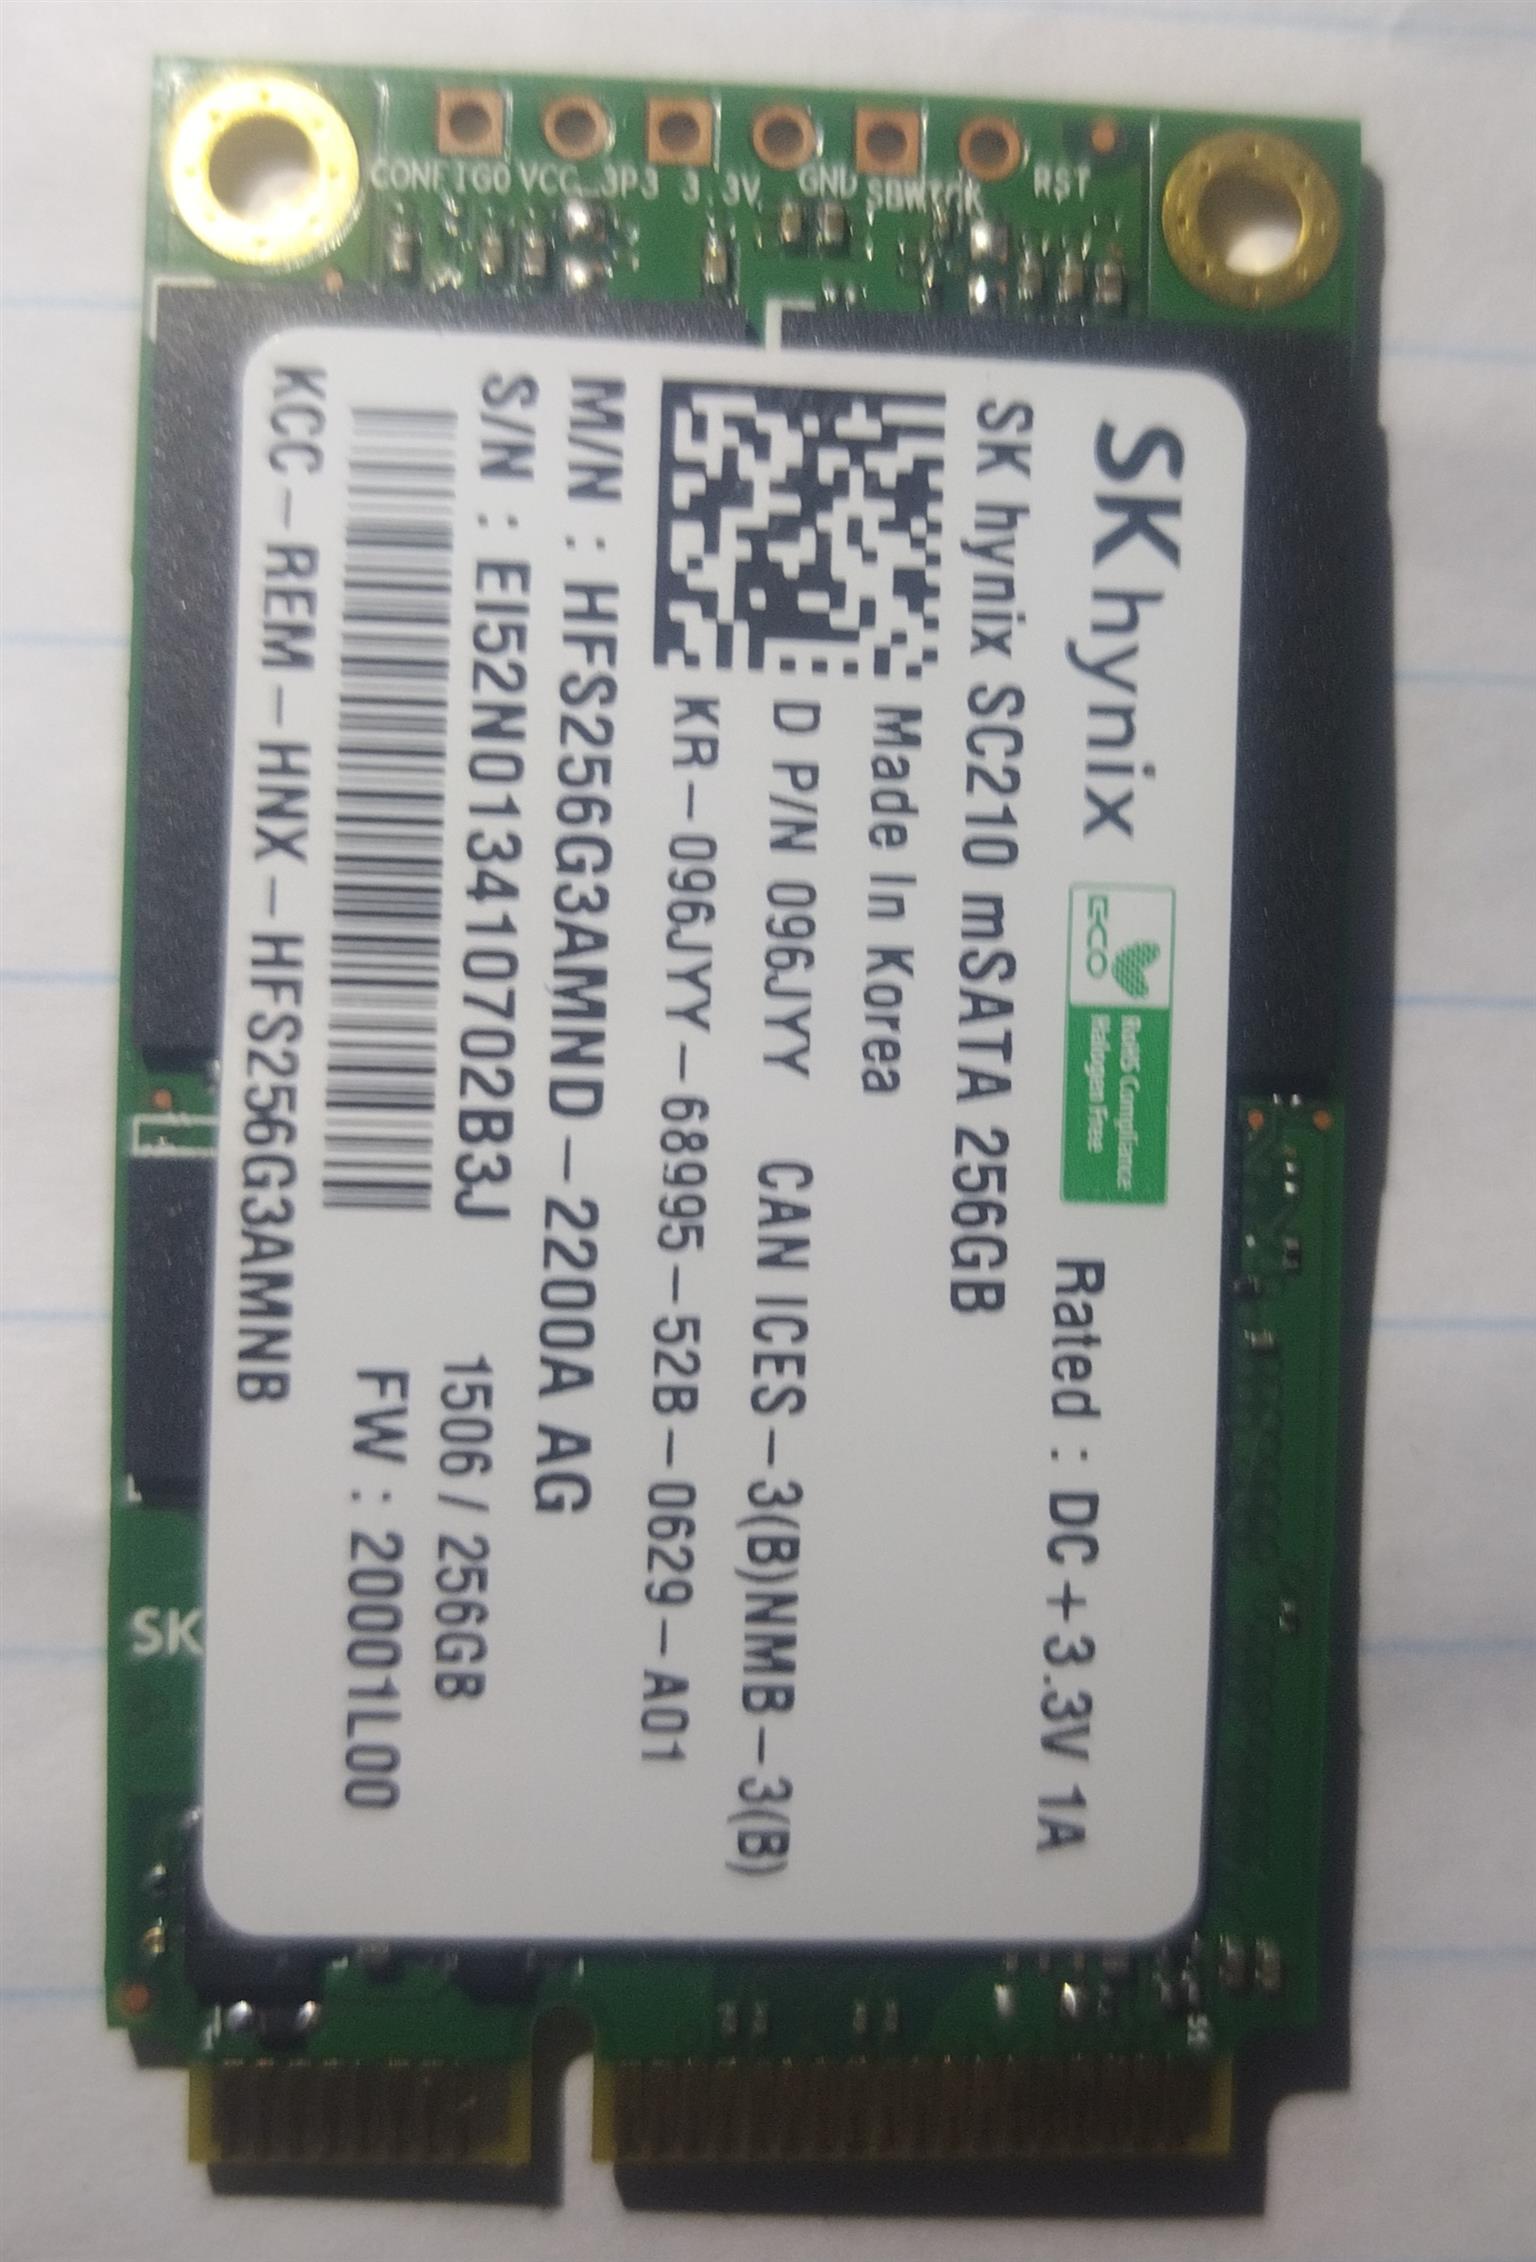 CONFIG0 VCC_3P3 3.3V GND SBWTCK RST
SK hynix
eco
RoHS Compliance
Halogen Free
Rated : DC+3.3V 1A
SK hynix SC210 mSATA 256GB
Made In Korea
D P/N 096JYY CAN ICES-3(B)NMB-3(B)
KR-096JYY-68995-52B-0629-A01
M/N : HFS256G3AMND-2200A AG
S/N : EI52N013410702B3J 1506 / 256GB
FW : 20001L00
KCC-REM-HNX-HFS256G3AMNB
SK